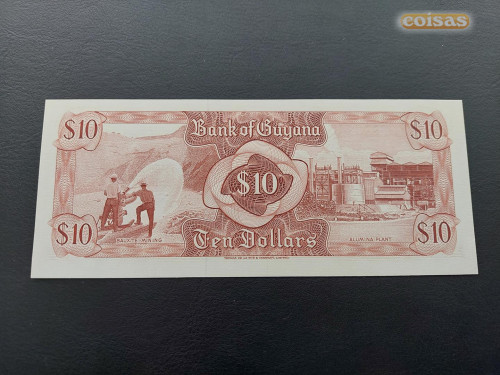 coisas
$10
Bank of Guyana
$10
$10
$10
BAUXITE MINING
Ten Dollars
ALUMINA PLANT
$10